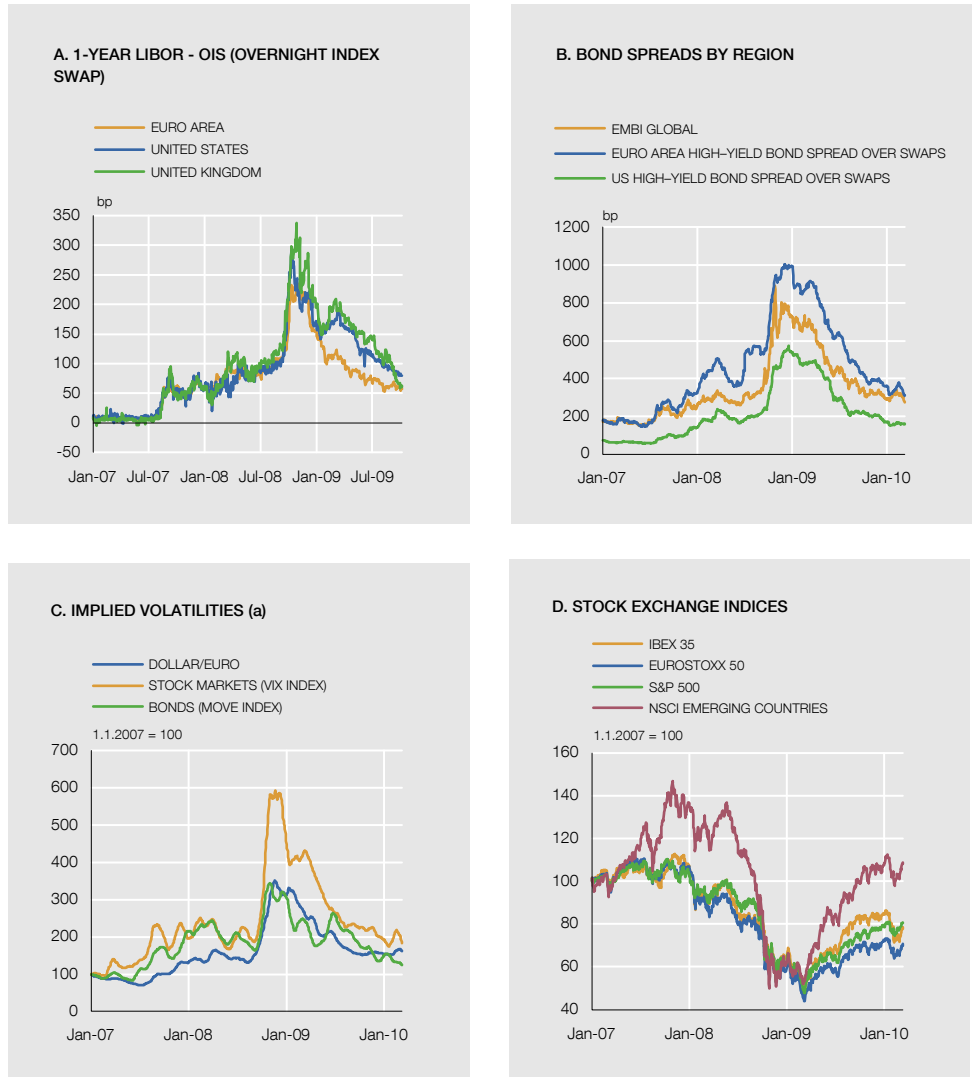 A. 1-YEAR LIBOR - OIS (OVERNIGHT INDEX
SWAP)
EURO AREA
UNITED STATES
UNITED KINGDOM
bp
350
300
250
200
150
100
50
0
-50
Jan-07 Jul-07 Jan-08 Jul-08 Jan-09 Jul-09
B. BOND SPREADS BY REGION
EMBI GLOBAL
EURO AREA HIGH–YIELD BOND SPREAD OVER SWAPS
US HIGH–YIELD BOND SPREAD OVER SWAPS
bp
1200
1000
800
600
400
200
0
Jan-07 Jan-08 Jan-09 Jan-10
C. IMPLIED VOLATILITIES (a)
DOLLAR/EURO
STOCK MARKETS (VIX INDEX)
BONDS (MOVE INDEX)
1.1.2007 = 100
700
600
500
400
300
200
100
0
Jan-07 Jan-08 Jan-09 Jan-10
D. STOCK EXCHANGE INDICES
IBEX 35
EUROSTOXX 50
S&P 500
NSCI EMERGING COUNTRIES
1.1.2007 = 100
160
140
120
100
80
60
40
Jan-07 Jan-08 Jan-09 Jan-10